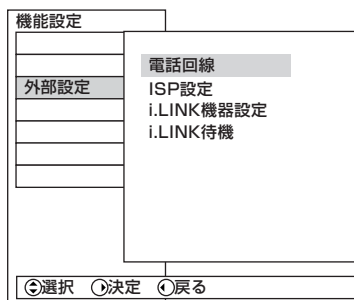 機能設定
外部設定
電話回線
ISP設定
i.LINK機器設定
i.LINK待機
選択 決定 戻る